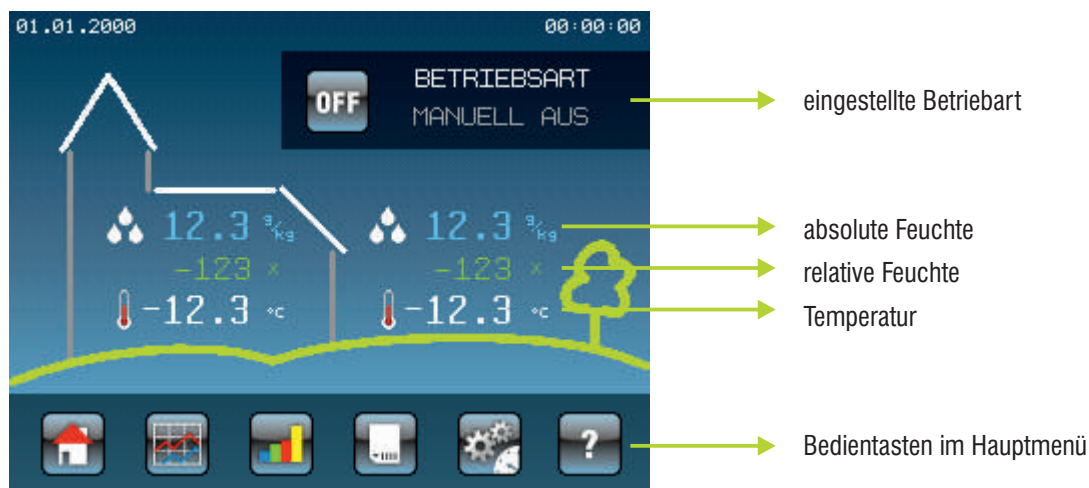 01.01.2000 00:00:00
OFF BETRIEBSART
MANUELL AUS
eingestellte Betriebart
12.3 g/kg 12.3 g/kg
absolute Feuchte
-123 % -123 %
relative Feuchte
-12.3 °C -12.3 °C
Temperatur
?
Bedientasten im Hauptmenü